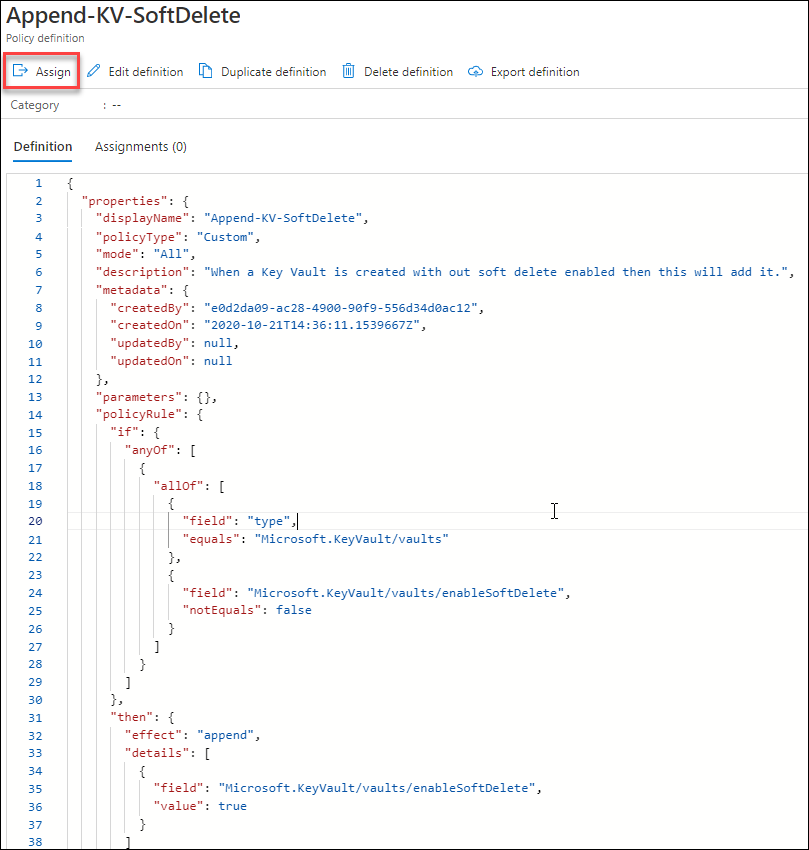 Append-KV-SoftDelete
Policy definition
Assign Edit definition Duplicate definition Delete definition Export definition
Category : --
Definition Assignments (0)
1 {
2 "properties": {
3 "displayName": "Append-KV-SoftDelete",
4 "policyType": "Custom",
5 "mode": "All",
6 "description": "When a Key Vault is created with out soft delete enabled then this will add it.",
7 "metadata": {
8 "createdBy": "e0d2da09-ac28-4900-90f9-556d34d0ac12",
9 "createdOn": "2020-10-21T14:36:11.1539667Z",
10 "updatedBy": null,
11 "updatedOn": null
12 },
13 "parameters": {},
14 "policyRule": {
15 "if": {
16 "anyOf": [
17 {
18 "allOf": [
19 {
20 "field": "type",
21 "equals": "Microsoft.KeyVault/vaults"
22 },
23 {
24 "field": "Microsoft.KeyVault/vaults/enableSoftDelete",
25 "notEquals": false
26 }
27 ]
28 }
29 ]
30 },
31 "then": {
32 "effect": "append",
33 "details": [
34 {
35 "field": "Microsoft.KeyVault/vaults/enableSoftDelete",
36 "value": true
37 }
38 ]